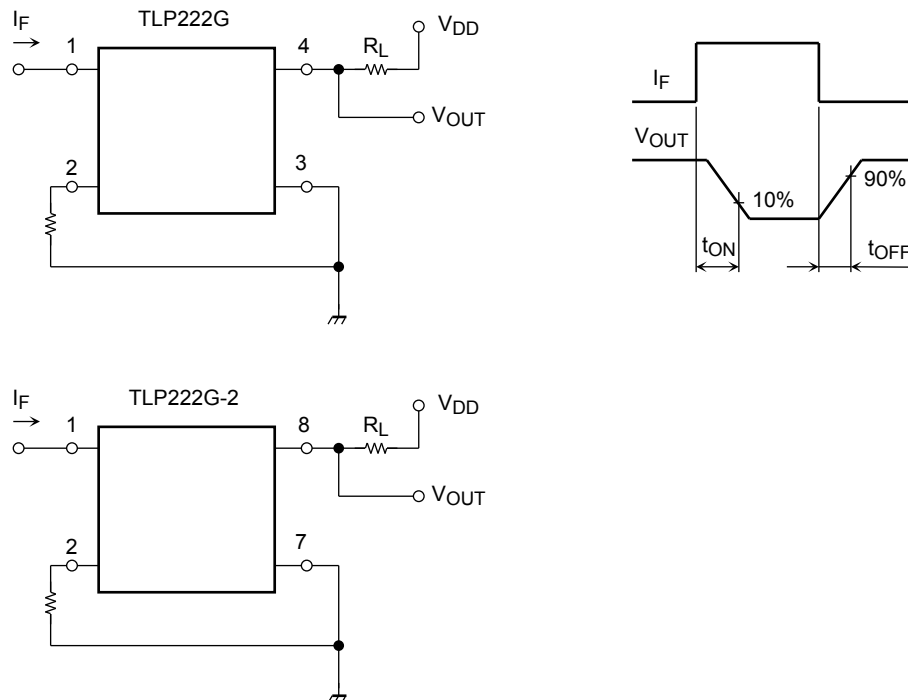 TLP222G
IF
1
4
RL
VDD
VOUT
2
3
IF
VOUT
10%
90%
tON
tOFF
TLP222G-2
IF
1
8
RL
VDD
VOUT
2
7